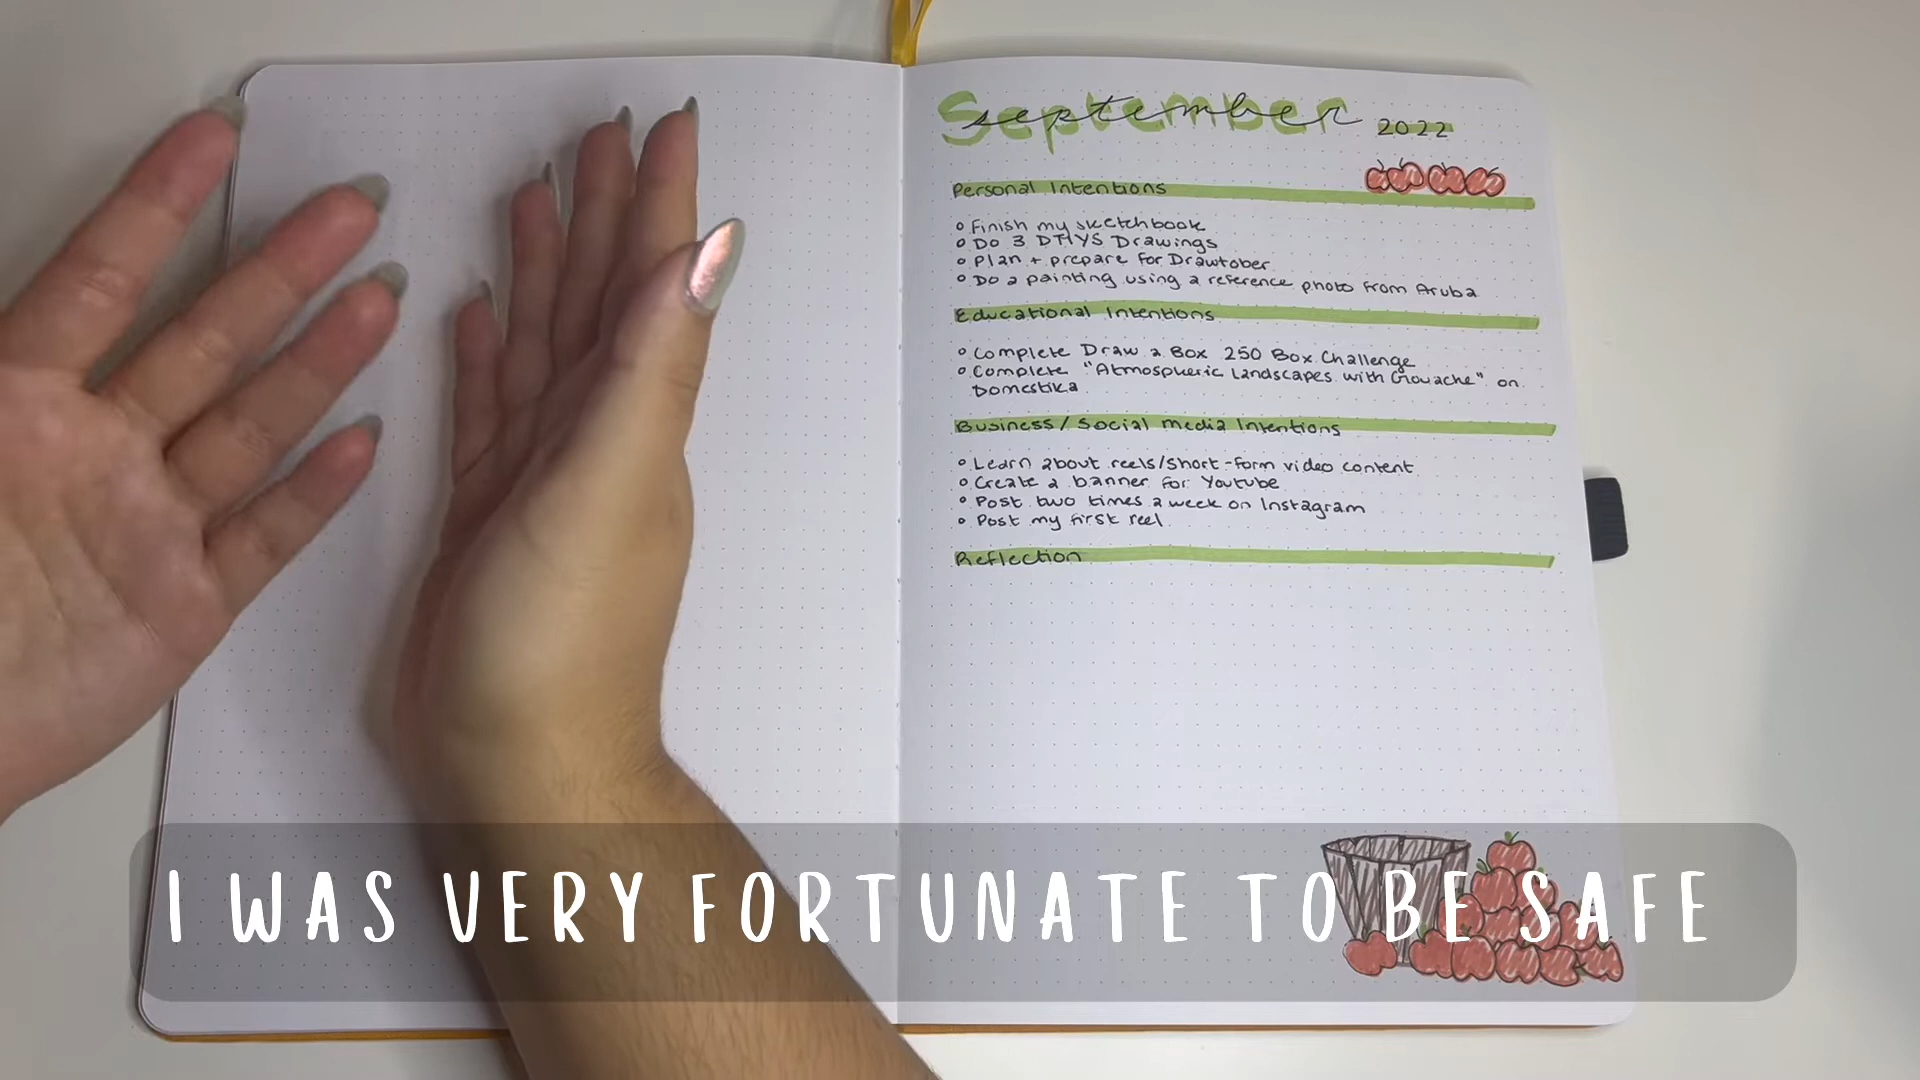 September
september 2022
Personal Intentions
Finish my sketchbook
Do 3 DTIYS Drawings
Plan + prepare for Drawtober
Do a painting using a reference photo from Aruba
Educational Intentions
Complete Draw a Box 250 Box Challenge
Complete "Atmospheric Landscapes with Gouache" on
Domestika
Business/Social Media Intentions
Learn about reels/short-form video content
Create a banner for Youtube
Post two times a week on Instagram
Post my first reel
Reflection
I WAS VERY FORTUNATE TO BE SAFE